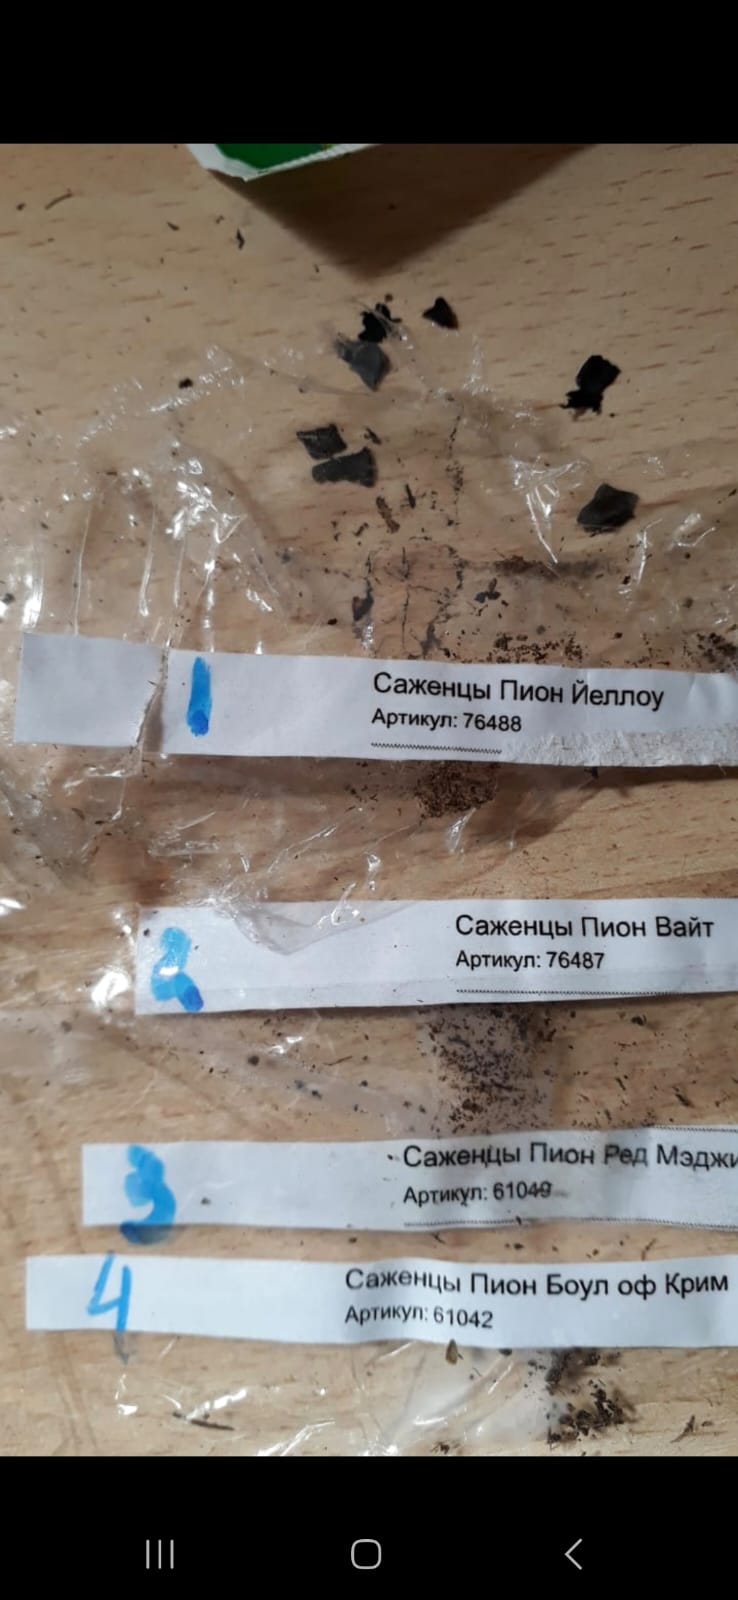 1
Саженцы Пион Йеллоу
Артикул: 76488
2
Саженцы Пион Вайт
Артикул: 76487
3
Саженцы Пион Ред Мэджи
Артикул: 61049
4
Саженцы Пион Боул оф Крим
Артикул: 61042